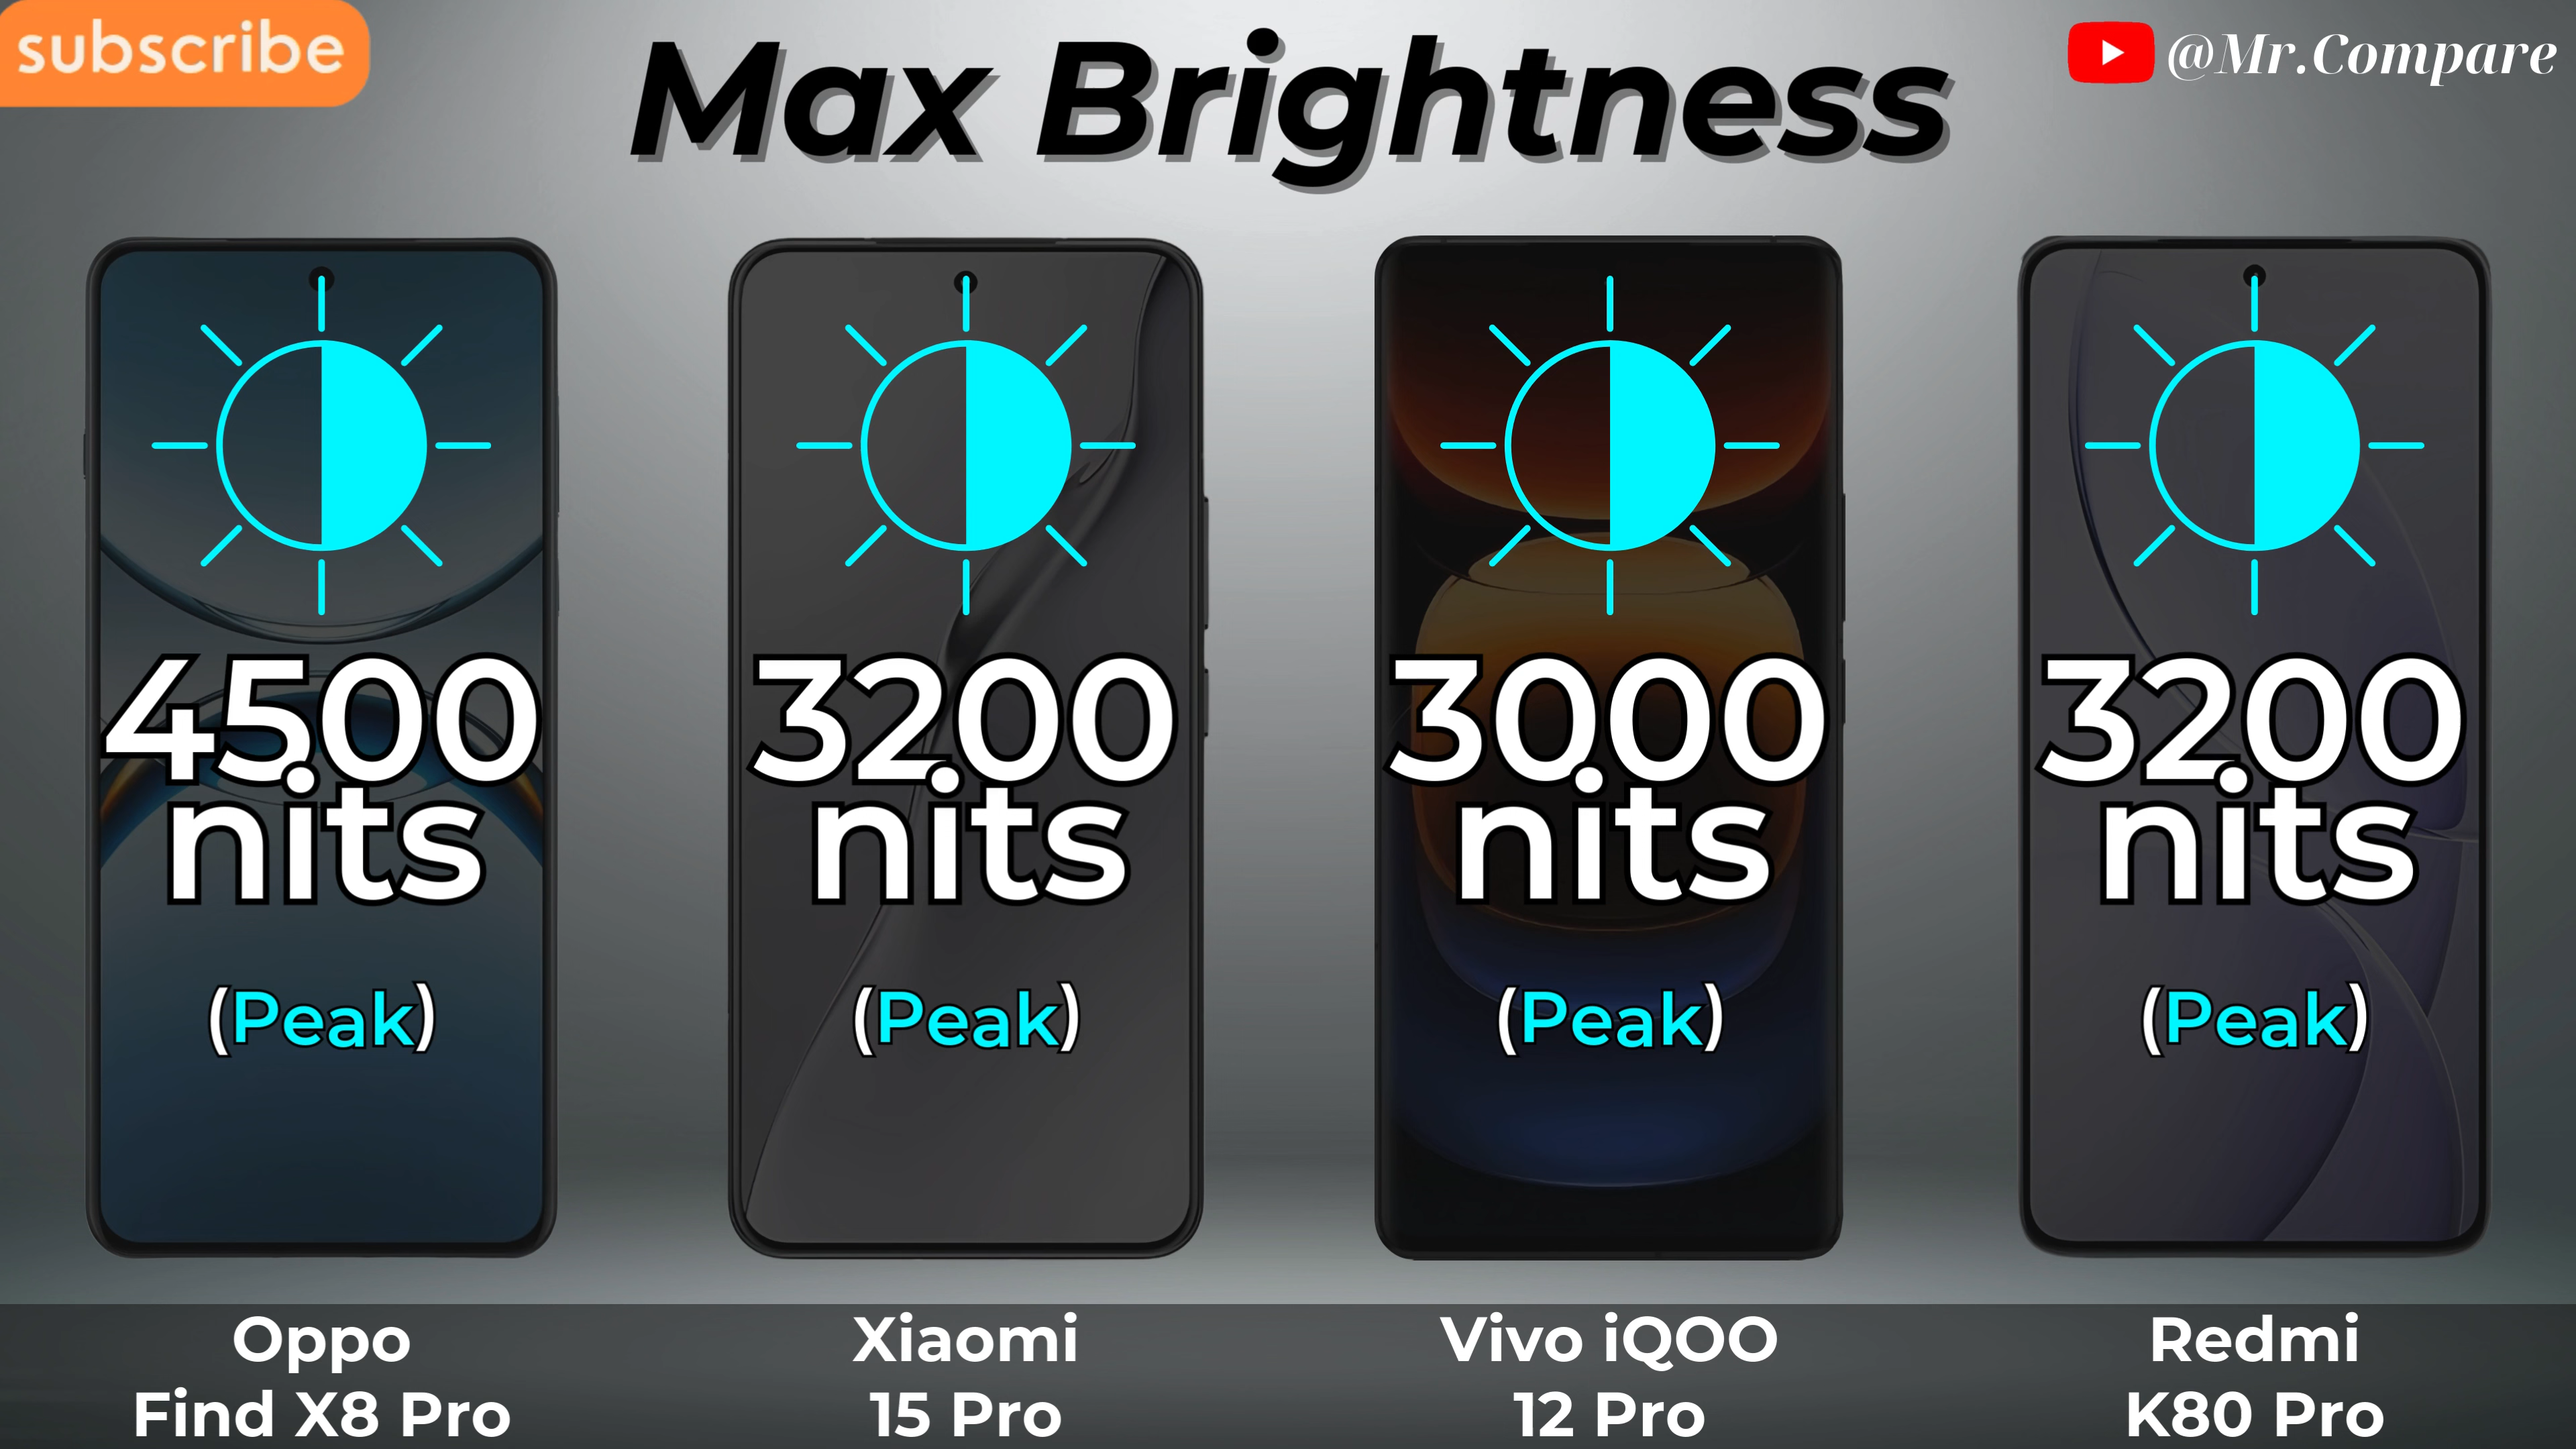 subscribe
Max Brightness
@Mr.Compare
4500
nits
(Peak)
3200
nits
(Peak)
3000
nits
(Peak)
3200
nits
(Peak)
Oppo
Find X8 Pro
Xiaomi
15 Pro
Vivo iQOO
12 Pro
Redmi
K80 Pro